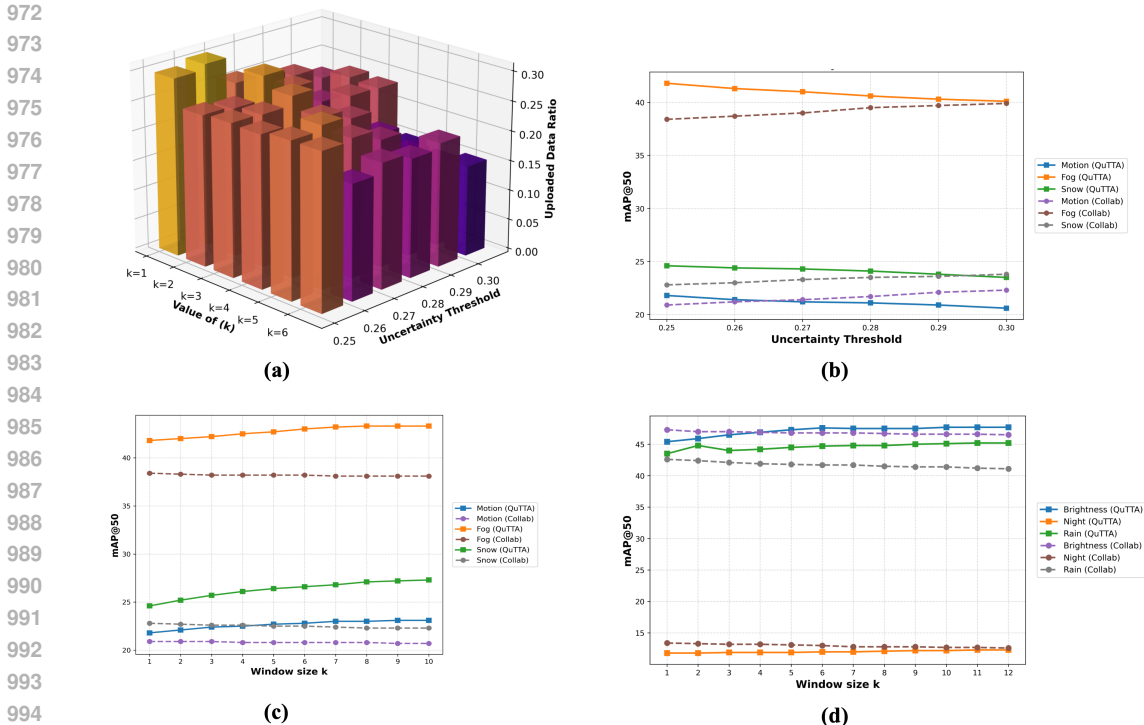 972
973
974
975
976
977
978
979
980
981
982
983
984
985
986
987
988
989
990
991
992
993
994
0.30
0.25
0.20
0.15
0.10
0.05
0.00
Uploaded Data Ratio
k=1
k=2
k=3
k=4
k=5
k=6
Value of (k)
0.25
0.26
0.27
0.28
0.29
0.30
Uncertainty Threshold
(a)
mAP@50
40
35
30
25
20
0.25 0.26 0.27 0.28 0.29 0.30
Uncertainty Threshold
Motion (QuTTA)
Fog (QuTTA)
Snow (QuTTA)
Motion (Collab)
Fog (Collab)
Snow (Collab)
(b)
mAP@50
40
35
30
25
20
1 2 3 4 5 6 7 8 9 10
Window size k
Motion (QuTTA)
Motion (Collab)
Fog (QuTTA)
Fog (Collab)
Snow (QuTTA)
Snow (Collab)
(c)
mAP@50
45
40
35
30
25
20
15
1 2 3 4 5 6 7 8 9 10 11 12
Window size k
Brightness (QuTTA)
Night (QuTTA)
Rain (QuTTA)
Brightness (Collab)
Night (Collab)
Rain (Collab)
(d)